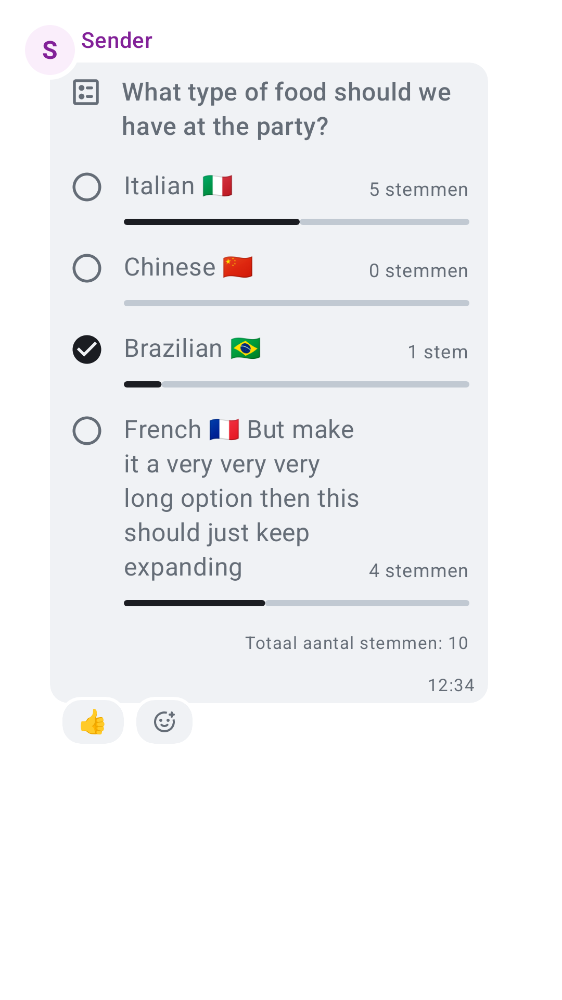 S
Sender
What type of food should we
have at the party?
Italian 🇮🇹
5 stemmen
Chinese 🇨🇳
0 stemmen
Brazilian 🇧🇷
1 stem
French 🇫🇷 But make
it a very very very
long option then this
should just keep
expanding
4 stemmen
Totaal aantal stemmen: 10
12:34
👍